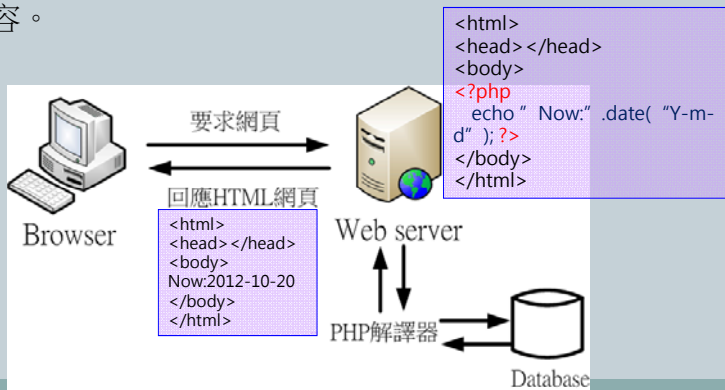 容。
<html>
<head></head>
<body>
<?php
echo” Now:” .date( “Y-m-
d” ); ?>
</body>
</html>
要求網頁
回應HTML網頁
Browser
<html>
<head></head>
<body>
Now:2012-10-20
</body>
</html>
Web server
PHP解譯器
Database